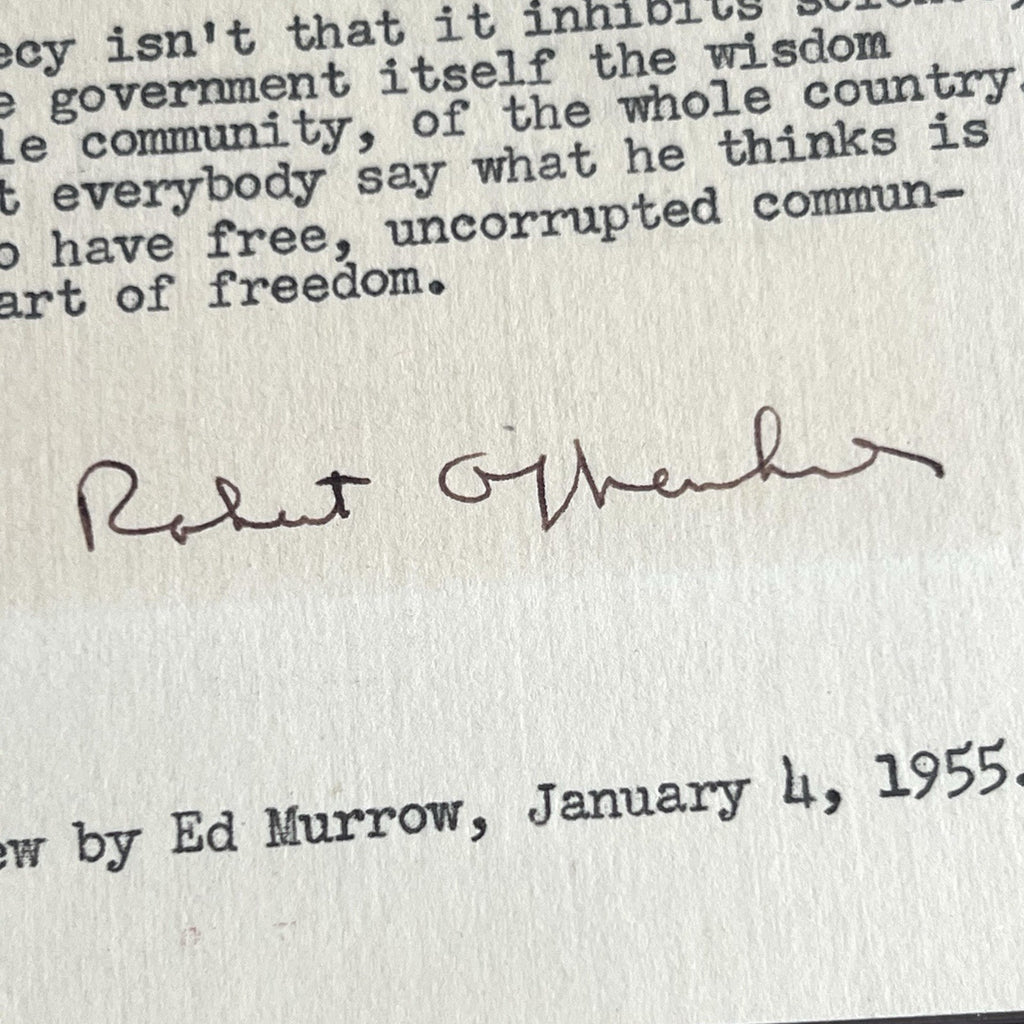 ecy isn't that it inhibits
e government itself the wisdom
le community, of the whole country.
t everybody say what he thinks is
o have free, uncorrupted commun-
art of freedom.
Robert Oppenheimer
ew by Ed Murrow, January 4, 1955.